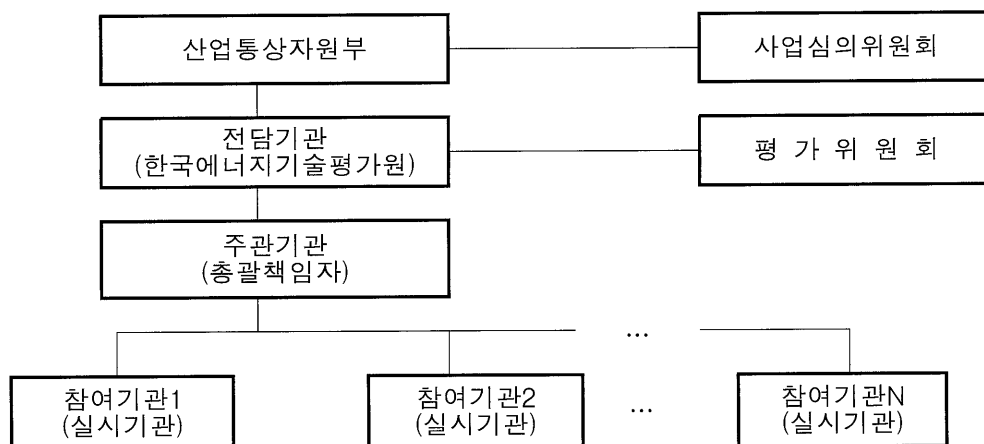 산업통상자원부
사업심의위원회
전담기관
(한국에너지기술평가원)
평 가 위 원 회
주관기관
(총괄책임자)
...
참여기관1
(실시기관)
참여기관2
(실시기관)
...
참여기관N
(실시기관)